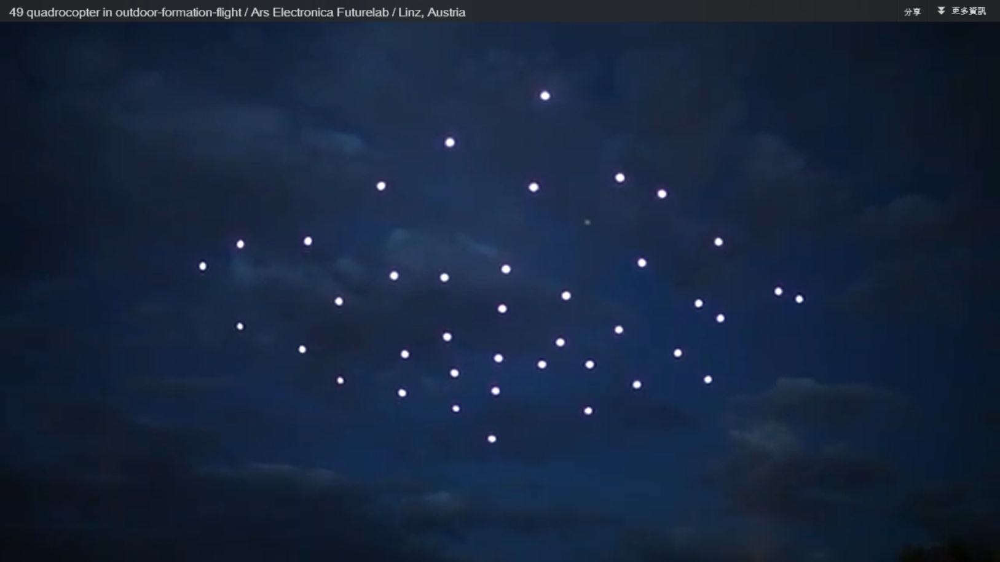 49 quadrocopter in outdoor-formation-flight / Ars Electronica Futurelab / Linz, Austria
分享
更多資訊